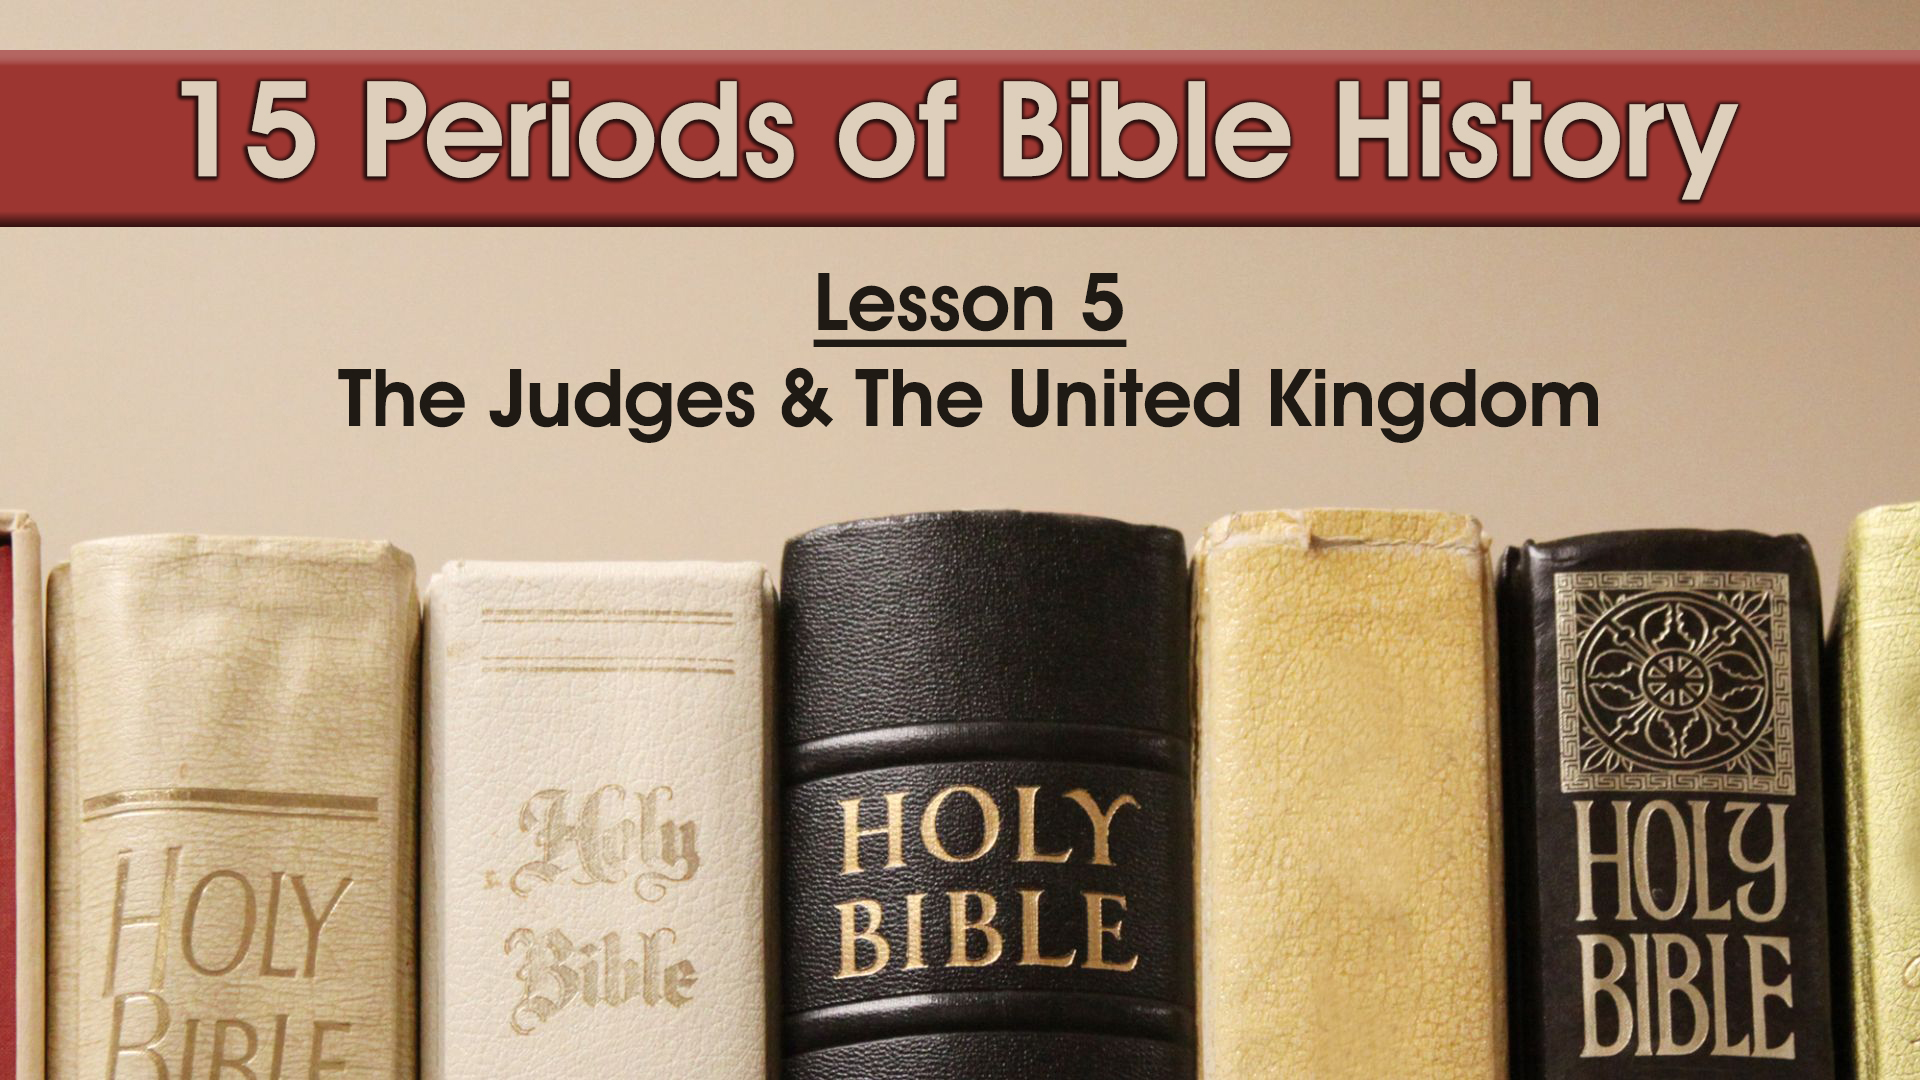 15 Periods of Bible History
Lesson 5
The Judges & The United Kingdom
HOLY
BIBLE
Holy
Bible
HOLY
BIBLE
HOLY
BIBLE